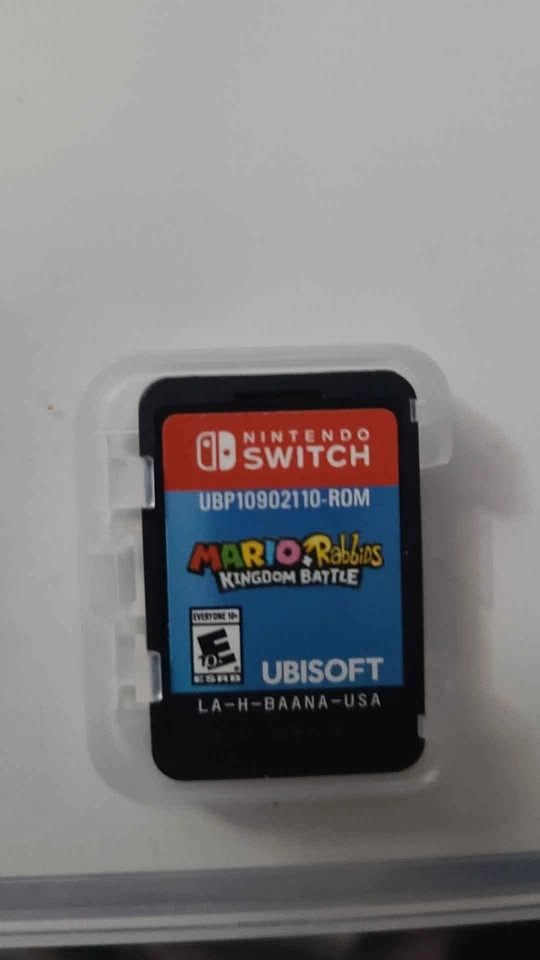 NINTENDO
SWITCH
UBP10902110-ROM
MARIO + Rabbids
KINGDOM BATTLE
EVERYONE 10+
E
10+
ESRB
UBISOFT
LA-H-BAANA-USA